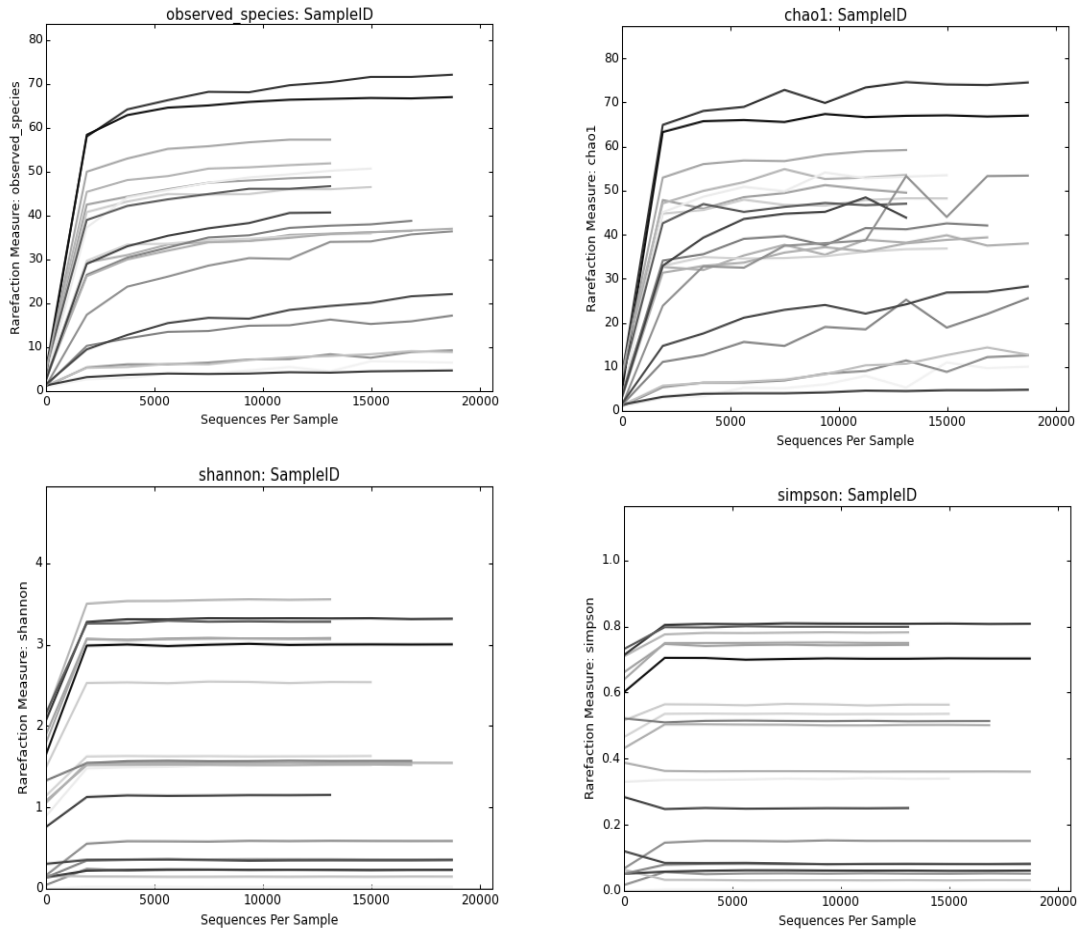 observed_species: SampleID
80
70
60
50
40
30
20
10
0
0 5000 10000 15000 20000
Sequences Per Sample
Rarefaction Measure: observed_species
chao1: SampleID
80
70
60
50
40
30
20
10
0
0 5000 10000 15000 20000
Sequences Per Sample
Rarefaction Measure: chao1
shannon: SampleID
4
3
2
1
0
0 5000 10000 15000 20000
Sequences Per Sample
Rarefaction Measure: shannon
simpson: SampleID
1.0
0.8
0.6
0.4
0.2
0.0
0 5000 10000 15000 20000
Sequences Per Sample
Rarefaction Measure: simpson